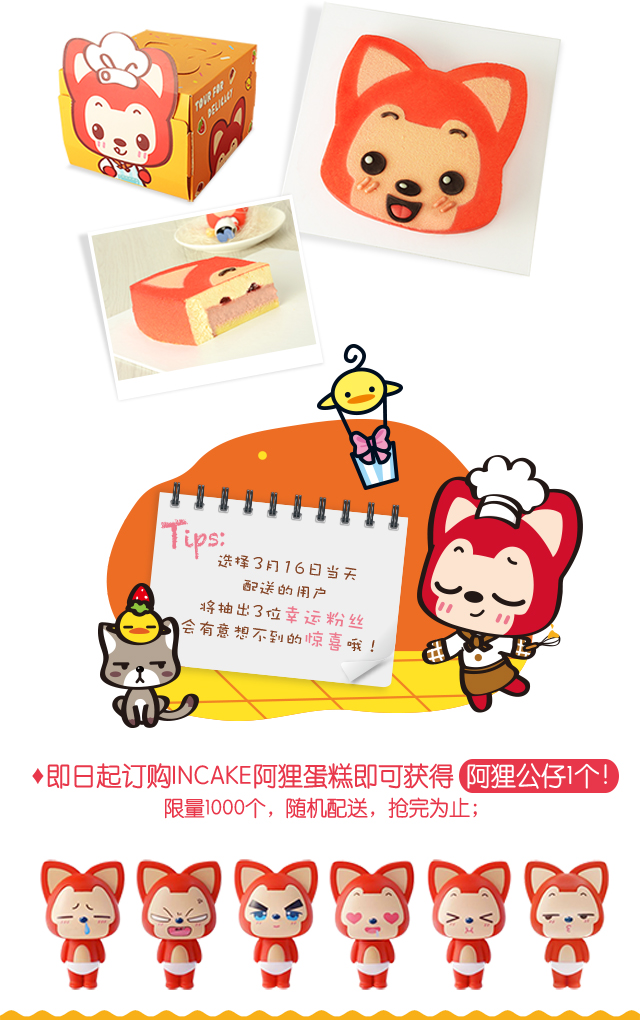 TOUR FOR
DELICACY
Tips:
选择3月16日当天
配送的用户
将抽出3位幸运粉丝
会有意想不到的惊喜哦！
♦即日起订购INCAKE阿狸蛋糕即可获得 阿狸公仔1个！
限量1000个，随机配送，抢完为止；